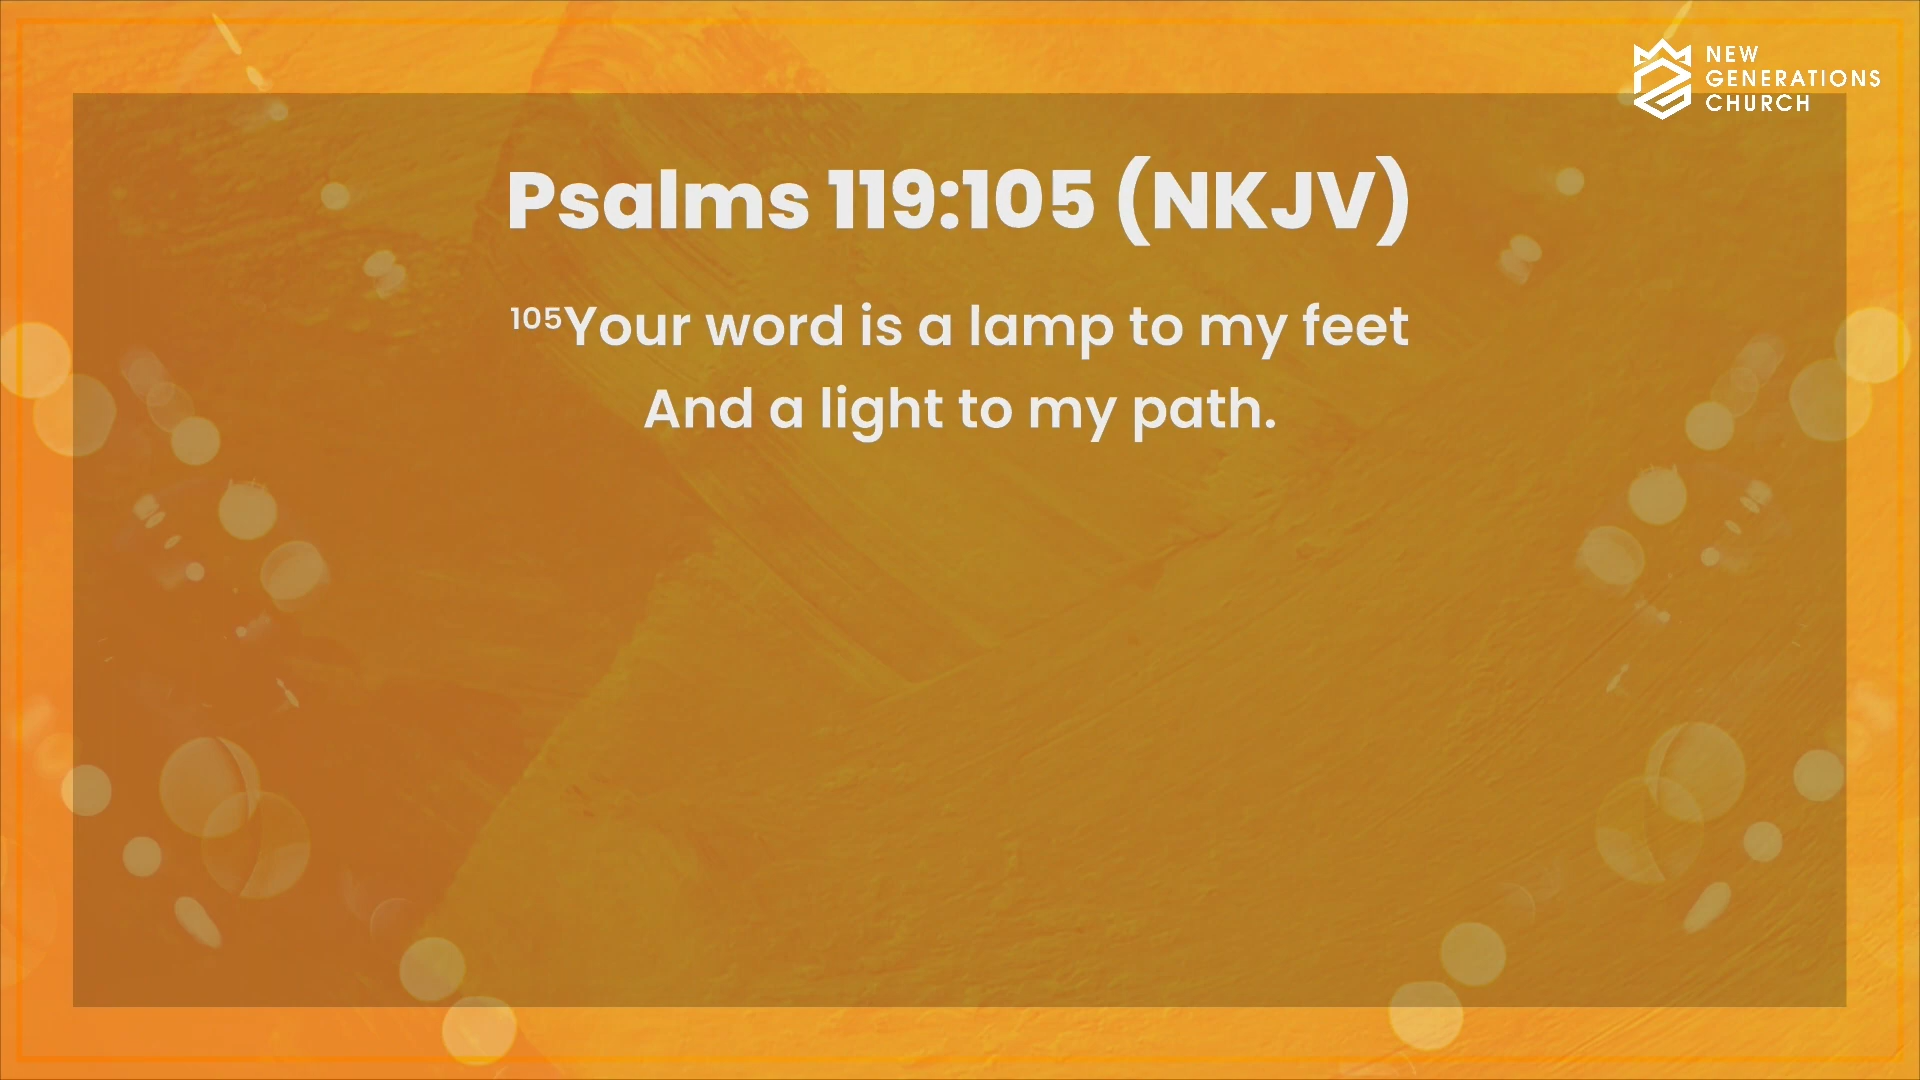 NEW
GENERATIONS
CHURCH
Psalms 119:105 (NKJV)
¹⁰⁵Your word is a lamp to my feet
And a light to my path.